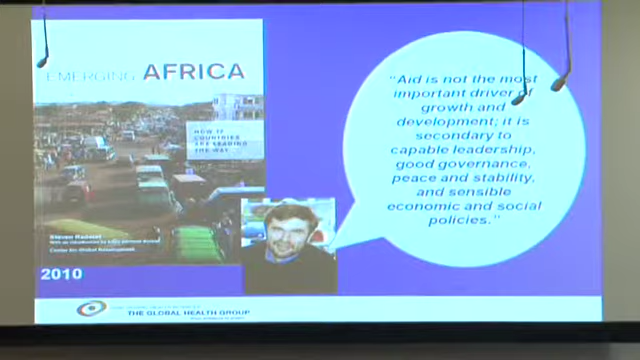 EMERGING AFRICA
HOW 17
COUNTRIES
ARE LEADING
THE WAY
Steven Radelet
Center for Global Development
2010
"Aid is not the most
important driver of
growth and
development; it is
secondary to
capable leadership,
good governance,
peace and stability,
and sensible
economic and social
policies."
THE GLOBAL HEALTH GROUP